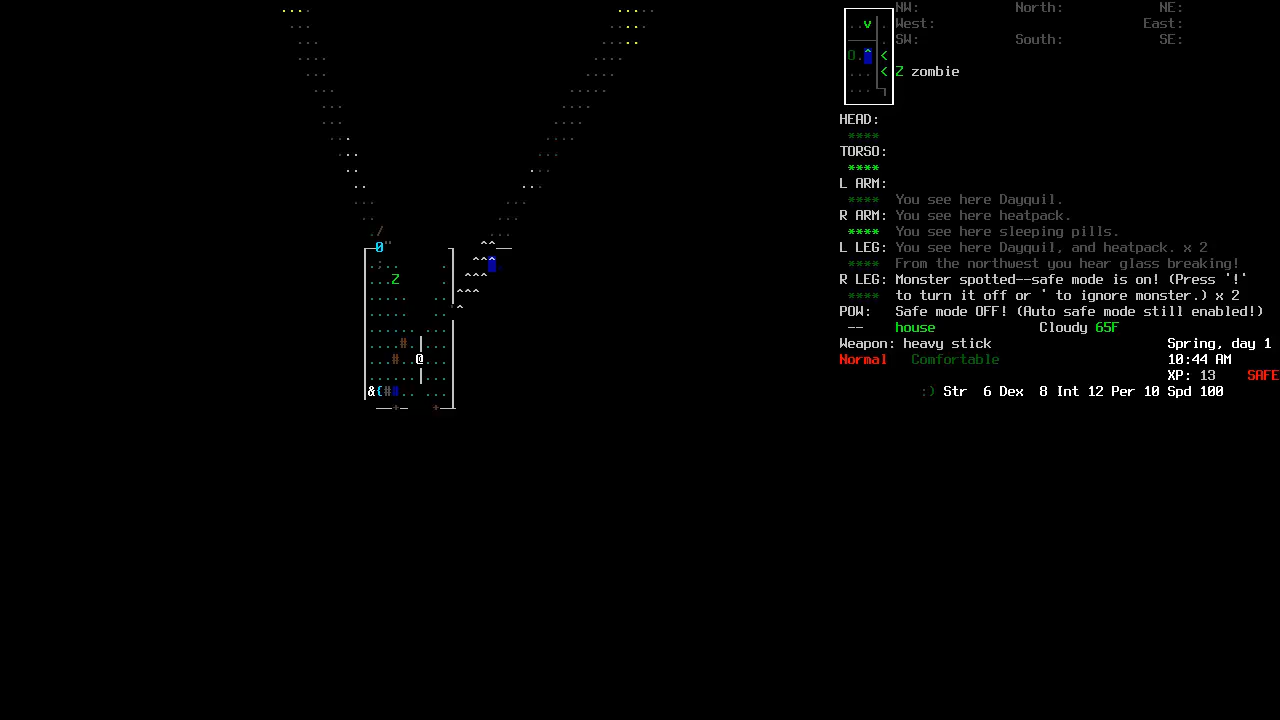 NW: North: NE:
West: East:
SW: South: SE:
Z zombie
HEAD:
****
TORSO:
****
L ARM:
**** You see here Dayquil.
R ARM: You see here heatpack.
**** You see here sleeping pills.
L LEG: You see here Dayquil, and heatpack. x 2
**** From the northwest you hear glass breaking!
R LEG: Monster spotted--safe mode is on! (Press '!'
**** to turn it off or ' to ignore monster.) x 2
POW: Safe mode OFF! (Auto safe mode still enabled!)
-- house Cloudy 65F
Weapon: heavy stick Spring, day 1
Normal Comfortable 10:44 AM
XP: 13 SAFE
:) Str 6 Dex 8 Int 12 Per 10 Spd 100